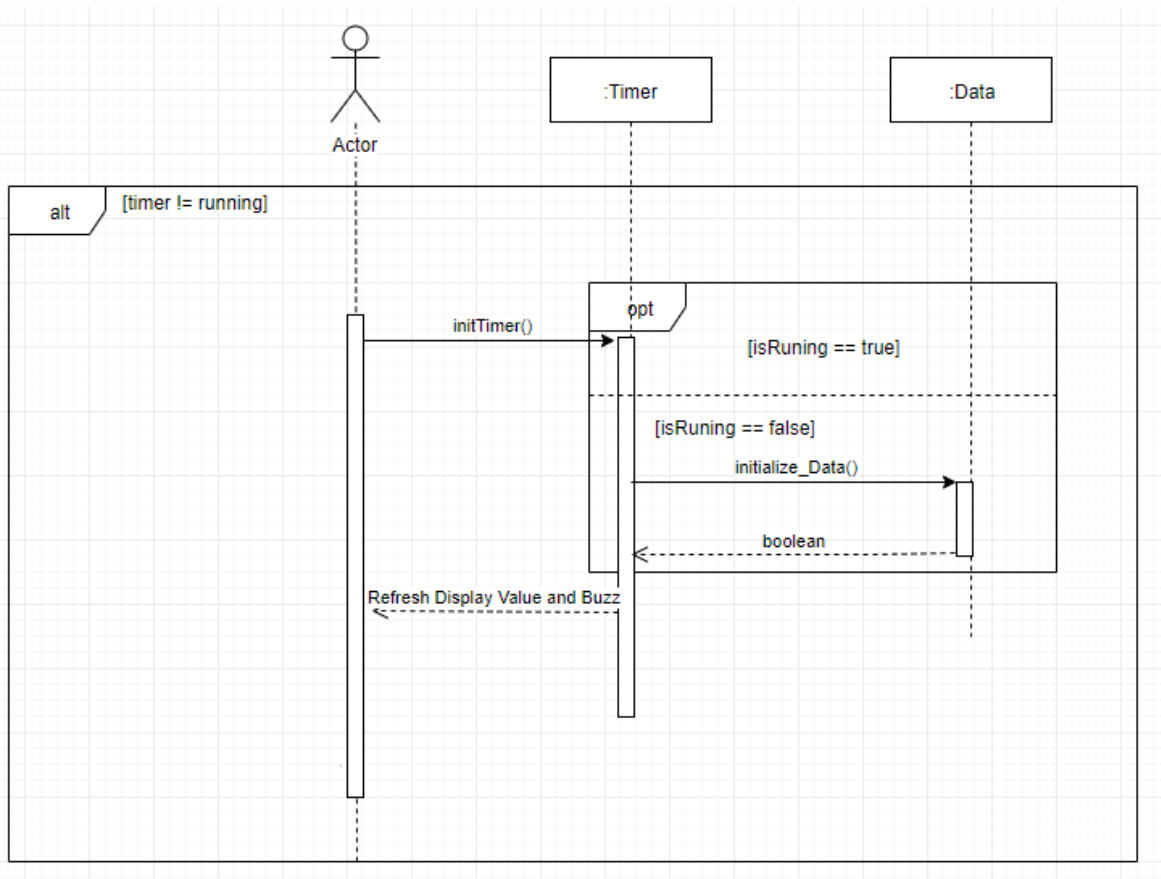 Actor
:Timer
:Data
alt
[timer != running]
opt
initTimer()
[isRuning == true]
[isRuning == false]
initialize_Data()
boolean
Refresh Display Value and Buzz